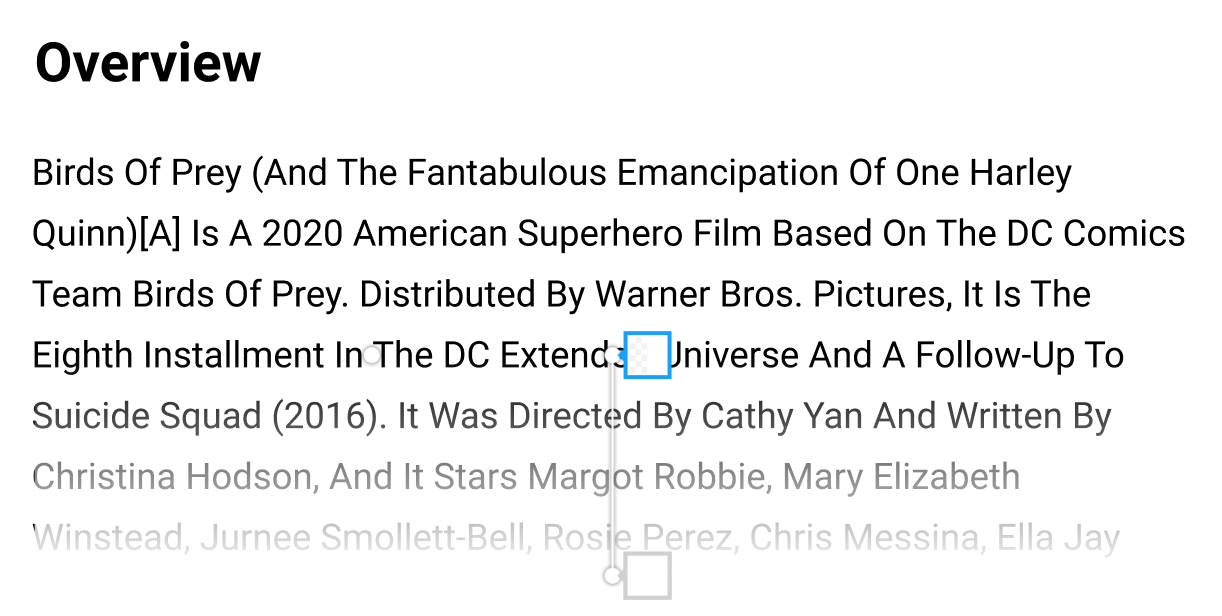 Overview
Birds Of Prey (And The Fantabulous Emancipation Of One Harley
Quinn)[A] Is A 2020 American Superhero Film Based On The DC Comics
Team Birds Of Prey. Distributed By Warner Bros. Pictures, It Is The
Eighth Installment In The DC Extended Universe And A Follow-Up To
Suicide Squad (2016). It Was Directed By Cathy Yan And Written By
Christina Hodson, And It Stars Margot Robbie, Mary Elizabeth
Winstead, Jurnee Smollett-Bell, Rosie Perez, Chris Messina, Ella Jay